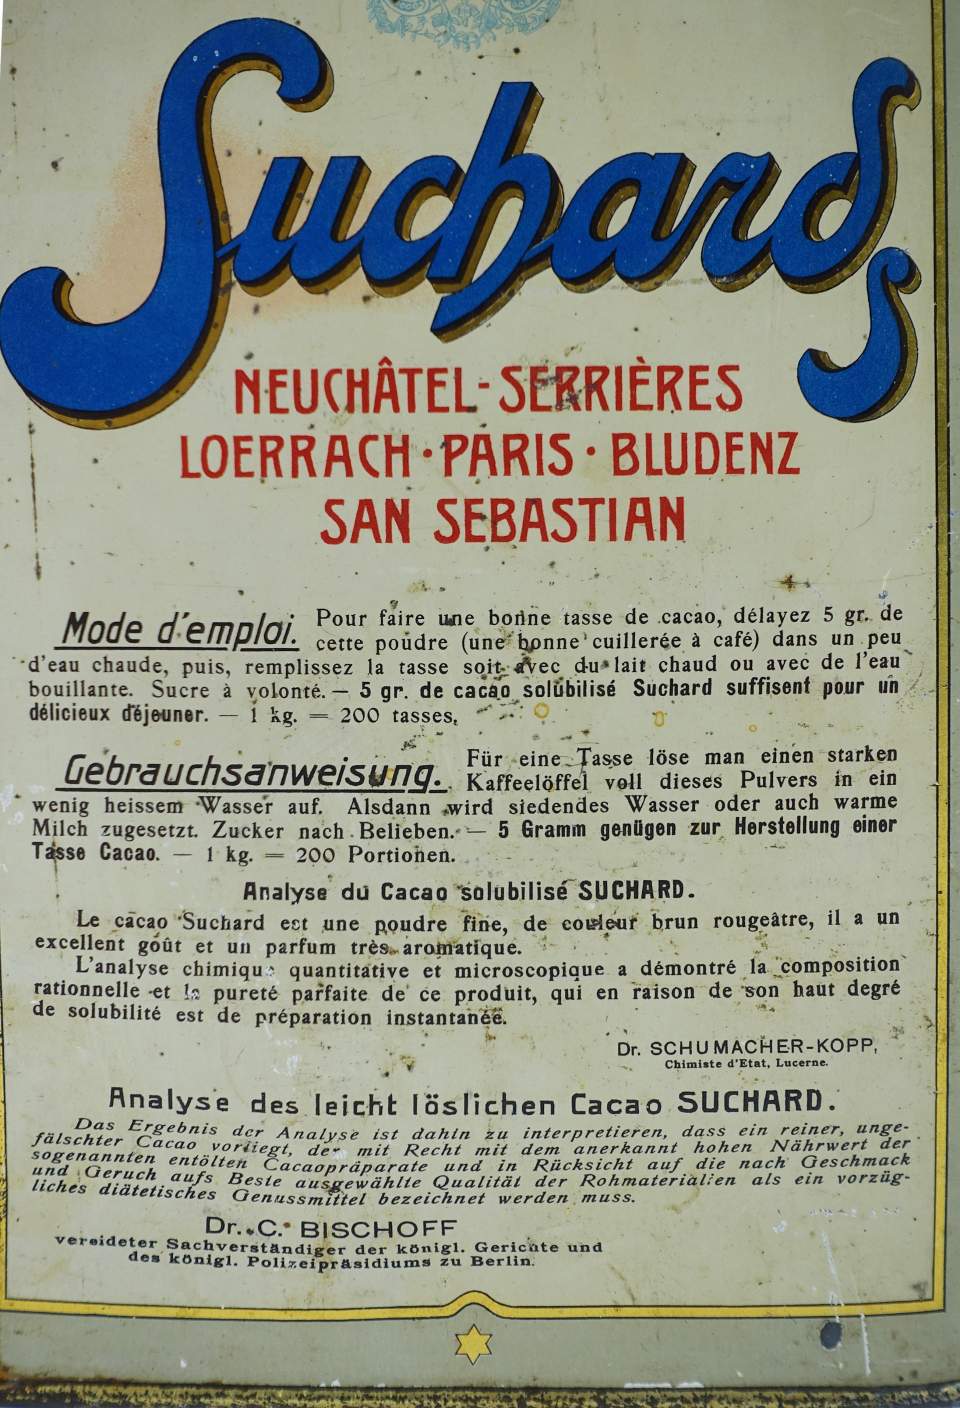 Suchard
NEUCHÂTEL-SERRIÈRES
LOERRACH · PARIS · BLUDENZ
SAN SEBASTIAN
Mode d'emploi. Pour faire une bonne tasse de cacao, délayez 5 gr. de
cette poudre (une bonne cuillerée à café) dans un peu
d'eau chaude, puis, remplissez la tasse soit avec du lait chaud ou avec de l'eau
bouillante. Sucre à volonté. — 5 gr. de cacao solubilisé Suchard suffisent pour un
délicieux déjeuner. — 1 kg. = 200 tasses.
Gebrauchsanweisung. Für eine Tasse löse man einen starken
Kaffeelöffel voll dieses Pulvers in ein
wenig heissem Wasser auf. Alsdann wird siedendes Wasser oder auch warme
Milch zugesetzt. Zucker nach Belieben. — 5 Gramm genügen zur Herstellung einer
Tasse Cacao. — 1 kg. = 200 Portionen.
Analyse du Cacao solubilisé SUCHARD.
Le cacao Suchard est une poudre fine, de couleur brun rougeâtre, il a un
excellent goût et un parfum très aromatique.
L'analyse chimique quantitative et microscopique a démontré la composition
rationnelle et la pureté parfaite de ce produit, qui en raison de son haut degré
de solubilité est de préparation instantanée.
Dr. SCHUMACHER-KOPP,
Chimiste d'Etat, Lucerne.
Analyse des leicht löslichen Cacao SUCHARD.
Das Ergebnis der Analyse ist dahin zu interpretieren, dass ein reiner, unge-
fälschter Cacao vorliegt, der mit Recht mit dem anerkannt hohen Nährwert der
sogenannten entölten Cacaopräparate und in Rücksicht auf die nach Geschmack
und Geruch aufs Beste ausgewählte Qualität der Rohmaterialien als ein vorzüg-
liches diätetisches Genussmittel bezeichnet werden muss.
Dr. C. BISCHOFF
vereideter Sachverständiger der königl. Gerichte und
des königl. Polizeipräsidiums zu Berlin.